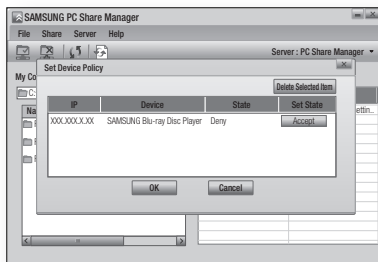 SAMSUNG PC Share Manager
File Share Server Help
Server : PC Share Manager
Set Device Policy
My Co
Delete Selected Item
C:
IP Device State Set State
Na
XXX.XXX.X.XX SAMSUNG Blu-ray Disc Player Deny Accept
OK Cancel